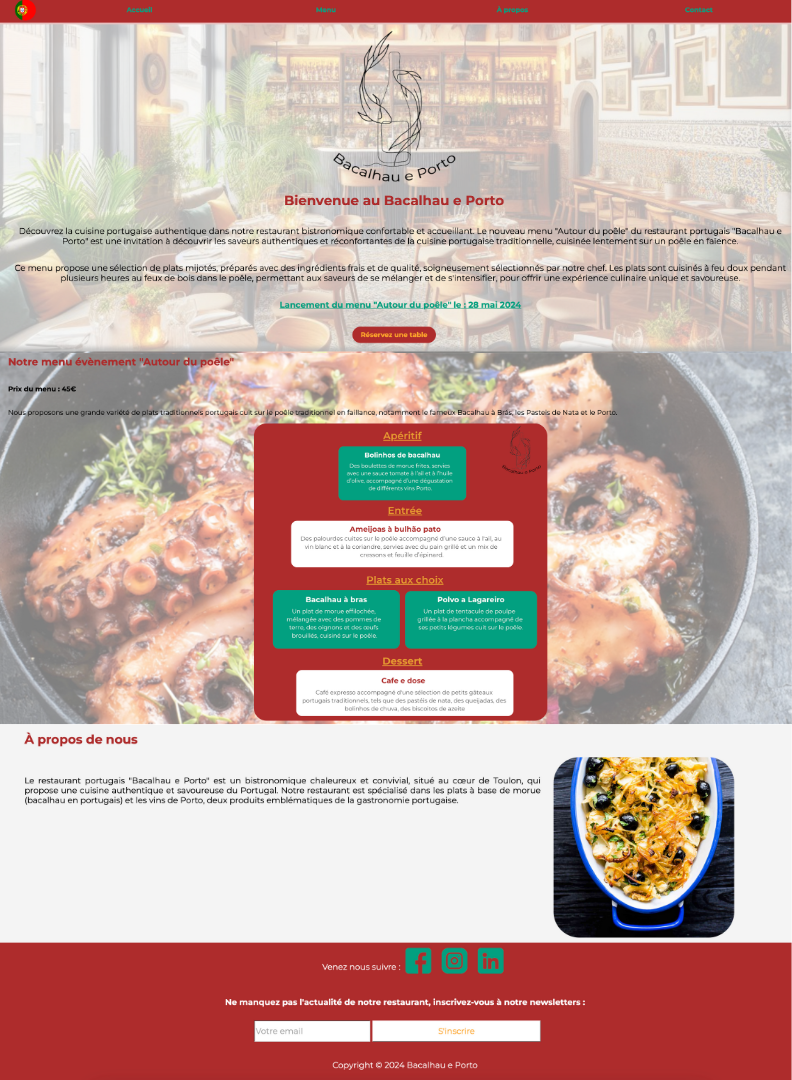 Accueil Menu À propos Contact
Bacalhau e Porto
Bienvenue au Bacalhau e Porto
Découvrez la cuisine portugaise authentique dans notre restaurant bistronomique confortable et accueillant. Le nouveau menu "Autour du poêle" du restaurant portugais "Bacalhau e
Porto" est une invitation à découvrir les saveurs authentiques et réconfortantes de la cuisine portugaise traditionnelle, cuisinée lentement sur un poêle en faïence.
Ce menu propose une sélection de plats mijotés, préparés avec des ingrédients frais et de qualité, soigneusement sélectionnés par notre chef. Les plats sont cuisinés à feu doux pendant
plusieurs heures au feux de bois dans le poêle, permettant aux saveurs de se mélanger et de s'intensifier, pour offrir une expérience culinaire unique et savoureuse.
Lancement du menu "Autour du poêle" le : 28 mai 2024
Réservez une table
Notre menu évènement "Autour du poêle"
Prix du menu : 45€
Nous proposons une grande variété de plats traditionnels portugais cuit sur le poêle traditionnel en faillance, notamment le fameux Bacalhau à Brás, les Pasteis de Nata et le Porto.
Apéritif
Bacalhau e Porto
Bolinhos de bacalhau
Des boulettes de morue frites, servies
avec une sauce tomate à l'ail et à l'huile
d'olive, accompagné d'une dégustation
de différents vins Porto.
Entrée
Ameijoas à bulhão pato
Des palourdes cuites sur le poêle accompagné d'une sauce à l'ail, au
vin blanc et à la coriandre, servies avec du pain grillé et un mix de
cressons et feuille d'épinard.
Plats aux choix
Bacalhau à bras
Un plat de morue effilochée,
mélangée avec des pommes de
terre, des oignons et des œufs
brouillés, cuisiné sur le poêle.
Polvo a Lagareiro
Un plat de tentacule de poulpe
grillée à la plancha accompagné de
ses petits légumes cuit sur le poêle.
Dessert
Cafe e dose
Café expresso accompagné d'une sélection de petits gâteaux
portugais traditionnels, tels que des pastéis de nata, des queijadas, des
bolinhos de chuva, des biscoitos de azeite
À propos de nous
Le restaurant portugais "Bacalhau e Porto" est un bistronomique chaleureux et convivial, situé au cœur de Toulon, qui
propose une cuisine authentique et savoureuse du Portugal. Notre restaurant est spécialisé dans les plats à base de morue
(bacalhau en portugais) et les vins de Porto, deux produits emblématiques de la gastronomie portugaise.
Venez nous suivre :
Ne manquez pas l'actualité de notre restaurant, inscrivez-vous à notre newsletters :
Votre email S'inscrire
Copyright © 2024 Bacalhau e Porto